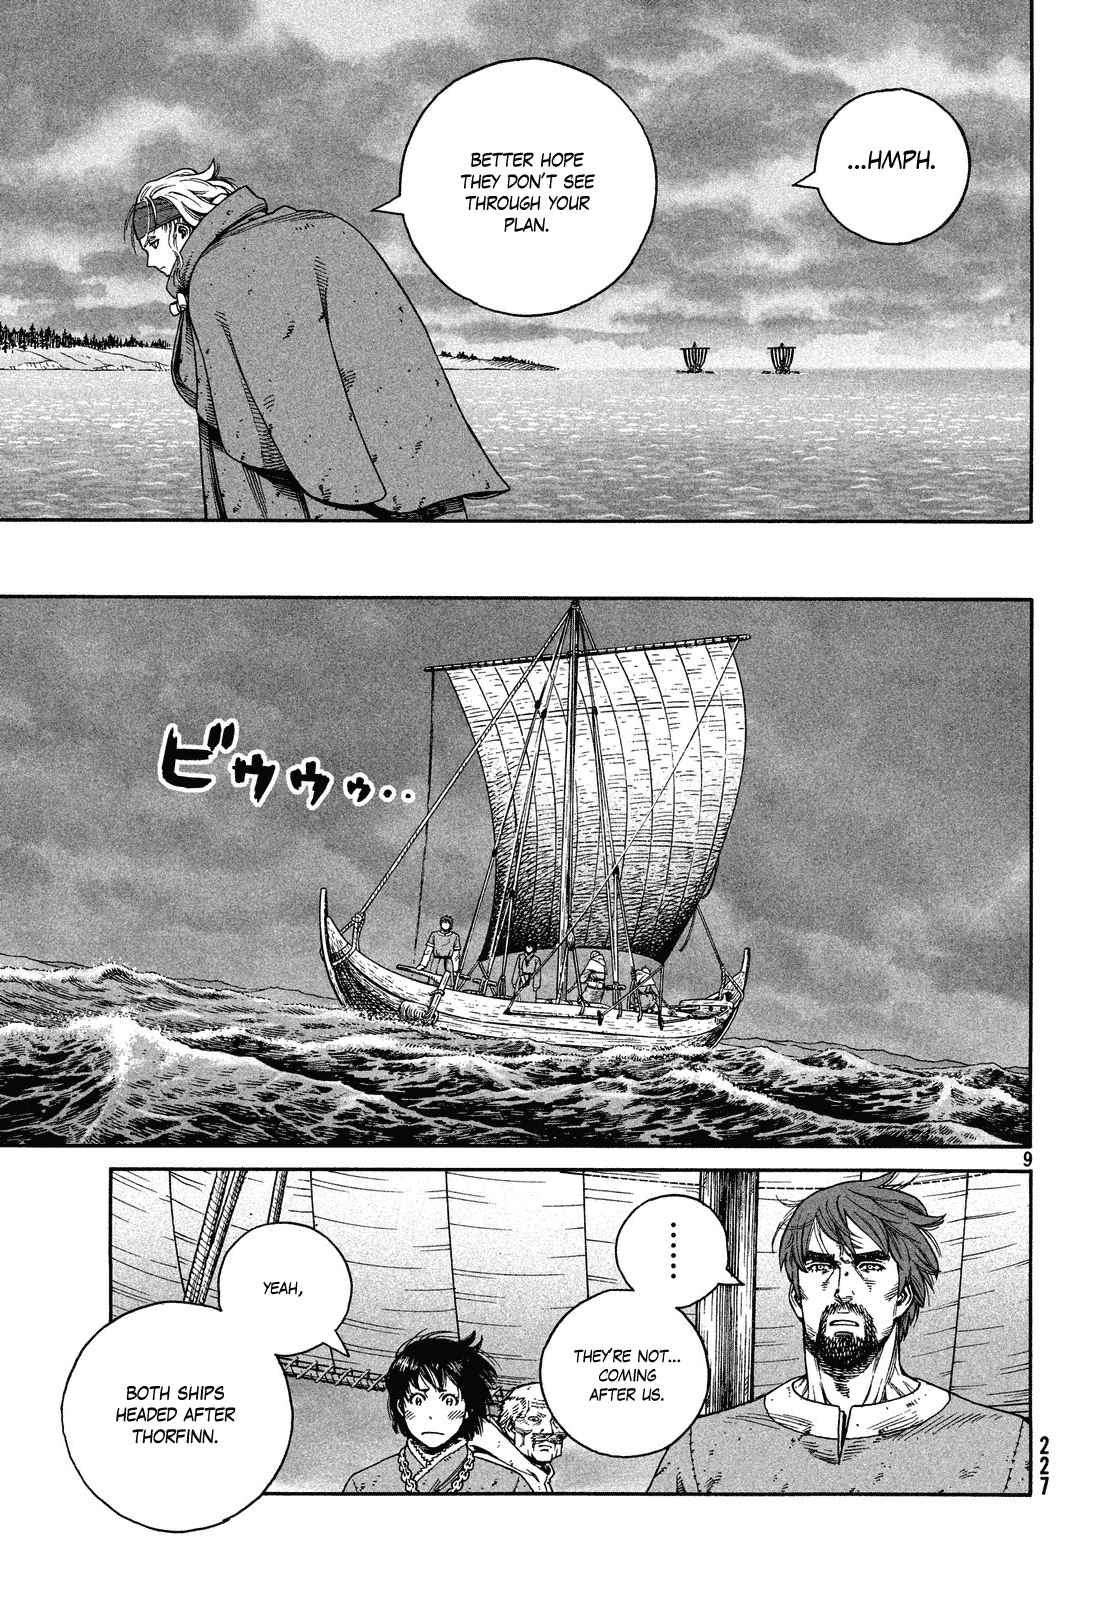 ...HMPH.
BETTER HOPE
THEY DON'T SEE
THROUGH YOUR
PLAN.
ビゥゥゥ..
9
......
THEY'RE NOT...
COMING
AFTER US.
YEAH,
BOTH SHIPS
HEADED AFTER
THORFINN.
227